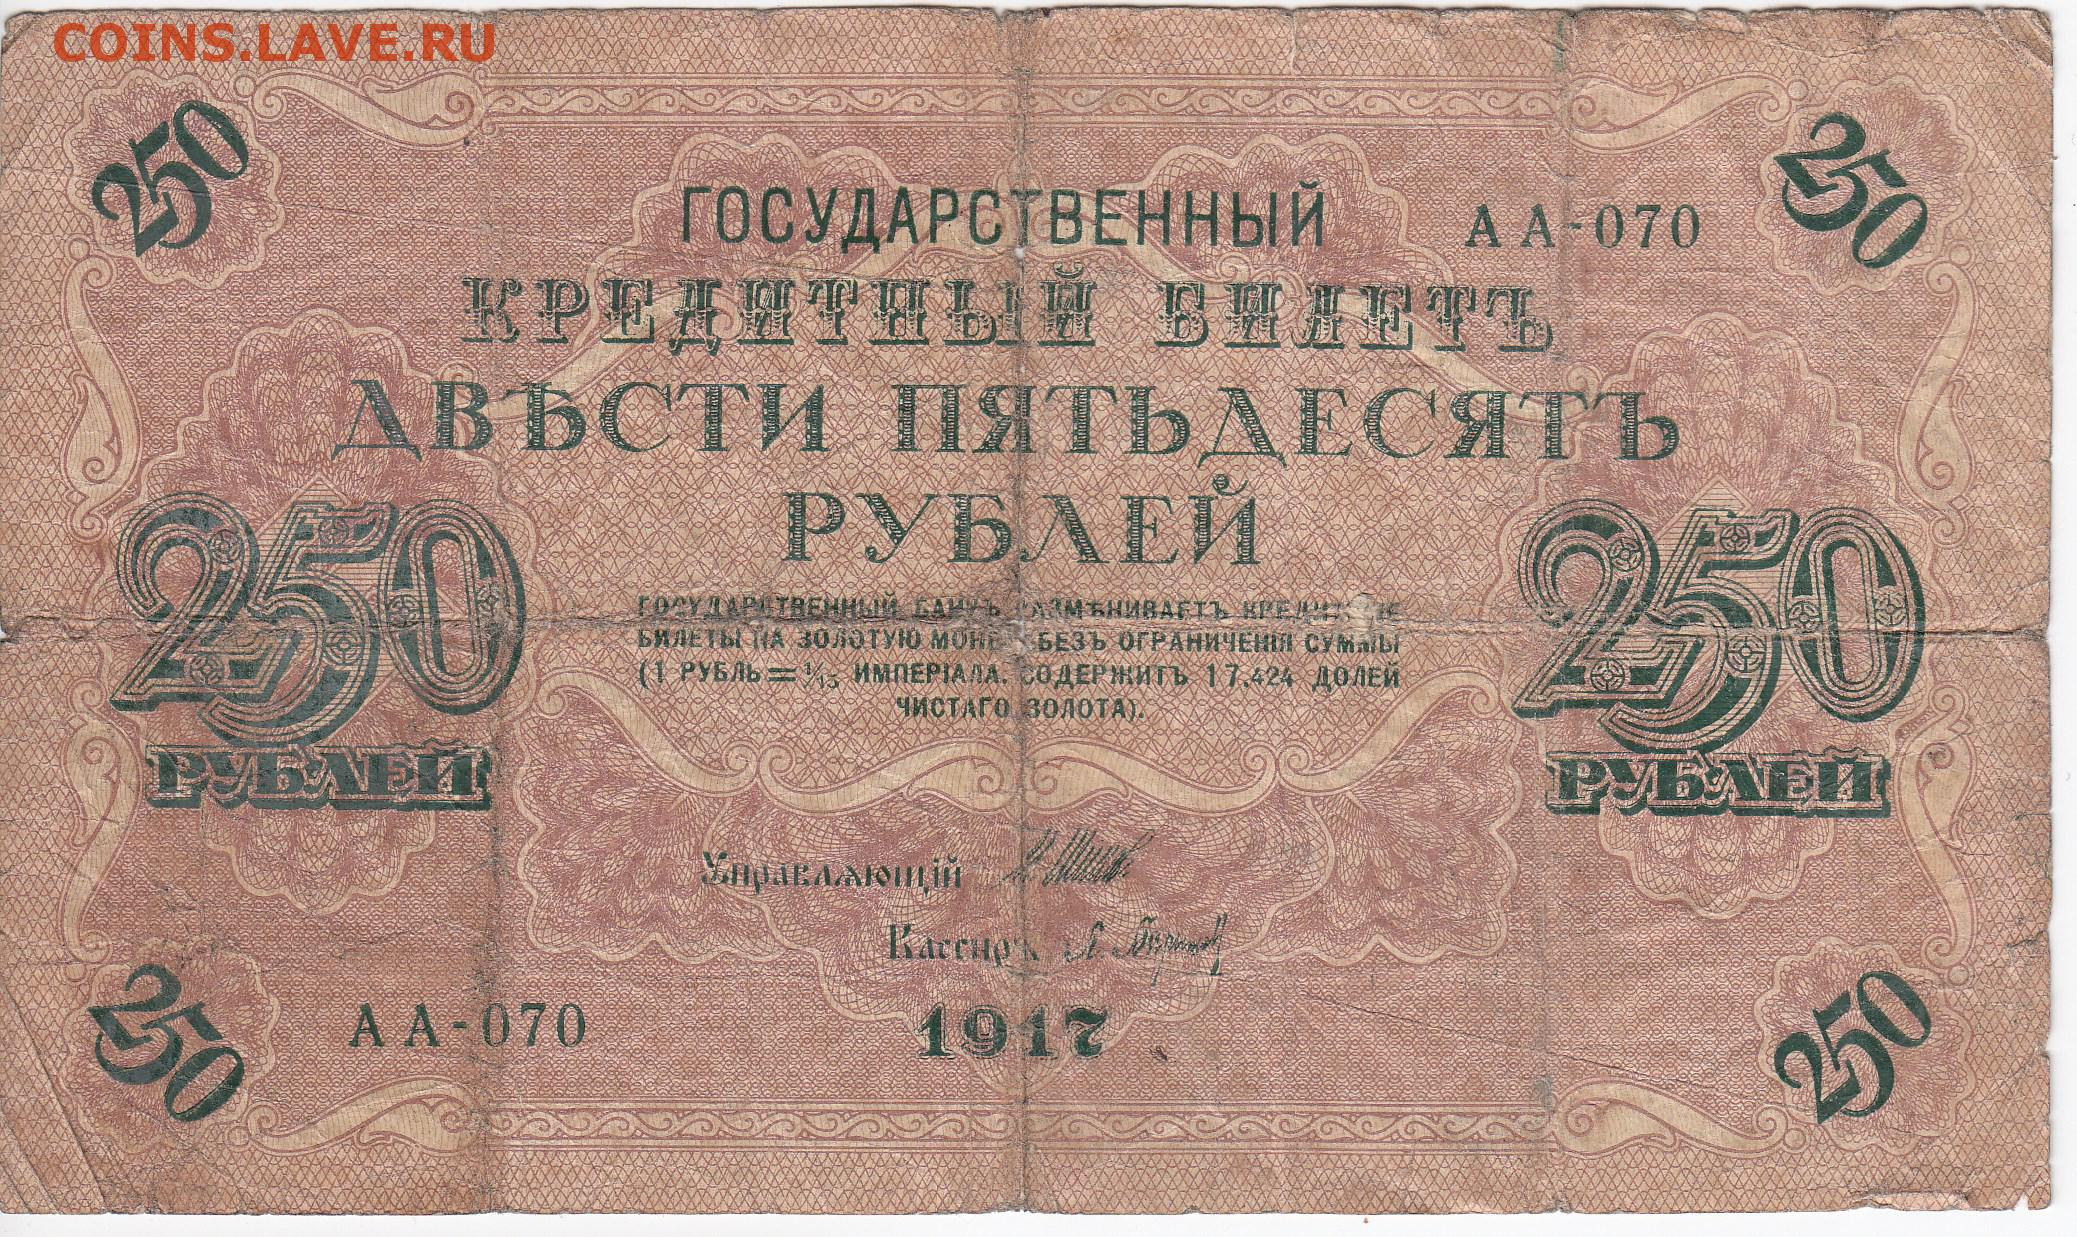 COINS.LAVE.RU
250
250
ГОСУДАРСТВЕННЫЙ
АА-070
КРЕДИТНЫЙ БИЛЕТЪ
ДВѢСТИ ПЯТЬДЕСЯТЪ
РУБЛЕЙ
250
250
РУБЛЕЙ
РУБЛЕЙ
ГОСУДАРСТВЕННЫЙ БАНКЪ РАЗМѢНИВАЕТЪ КРЕДИТНЫЕ
БИЛЕТЫ НА ЗОЛОТУЮ МОНЕ БЕЗЪ ОГРАНИЧЕНІЯ СУММЫ
(1 РУБЛЬ = 1/15 ИМПЕРІАЛА, СОДЕРЖИТЪ 17,424 ДОЛЕЙ
ЧИСТАГО ЗОЛОТА).
Управляющій
Кассиръ
АА-070
1917
250
250